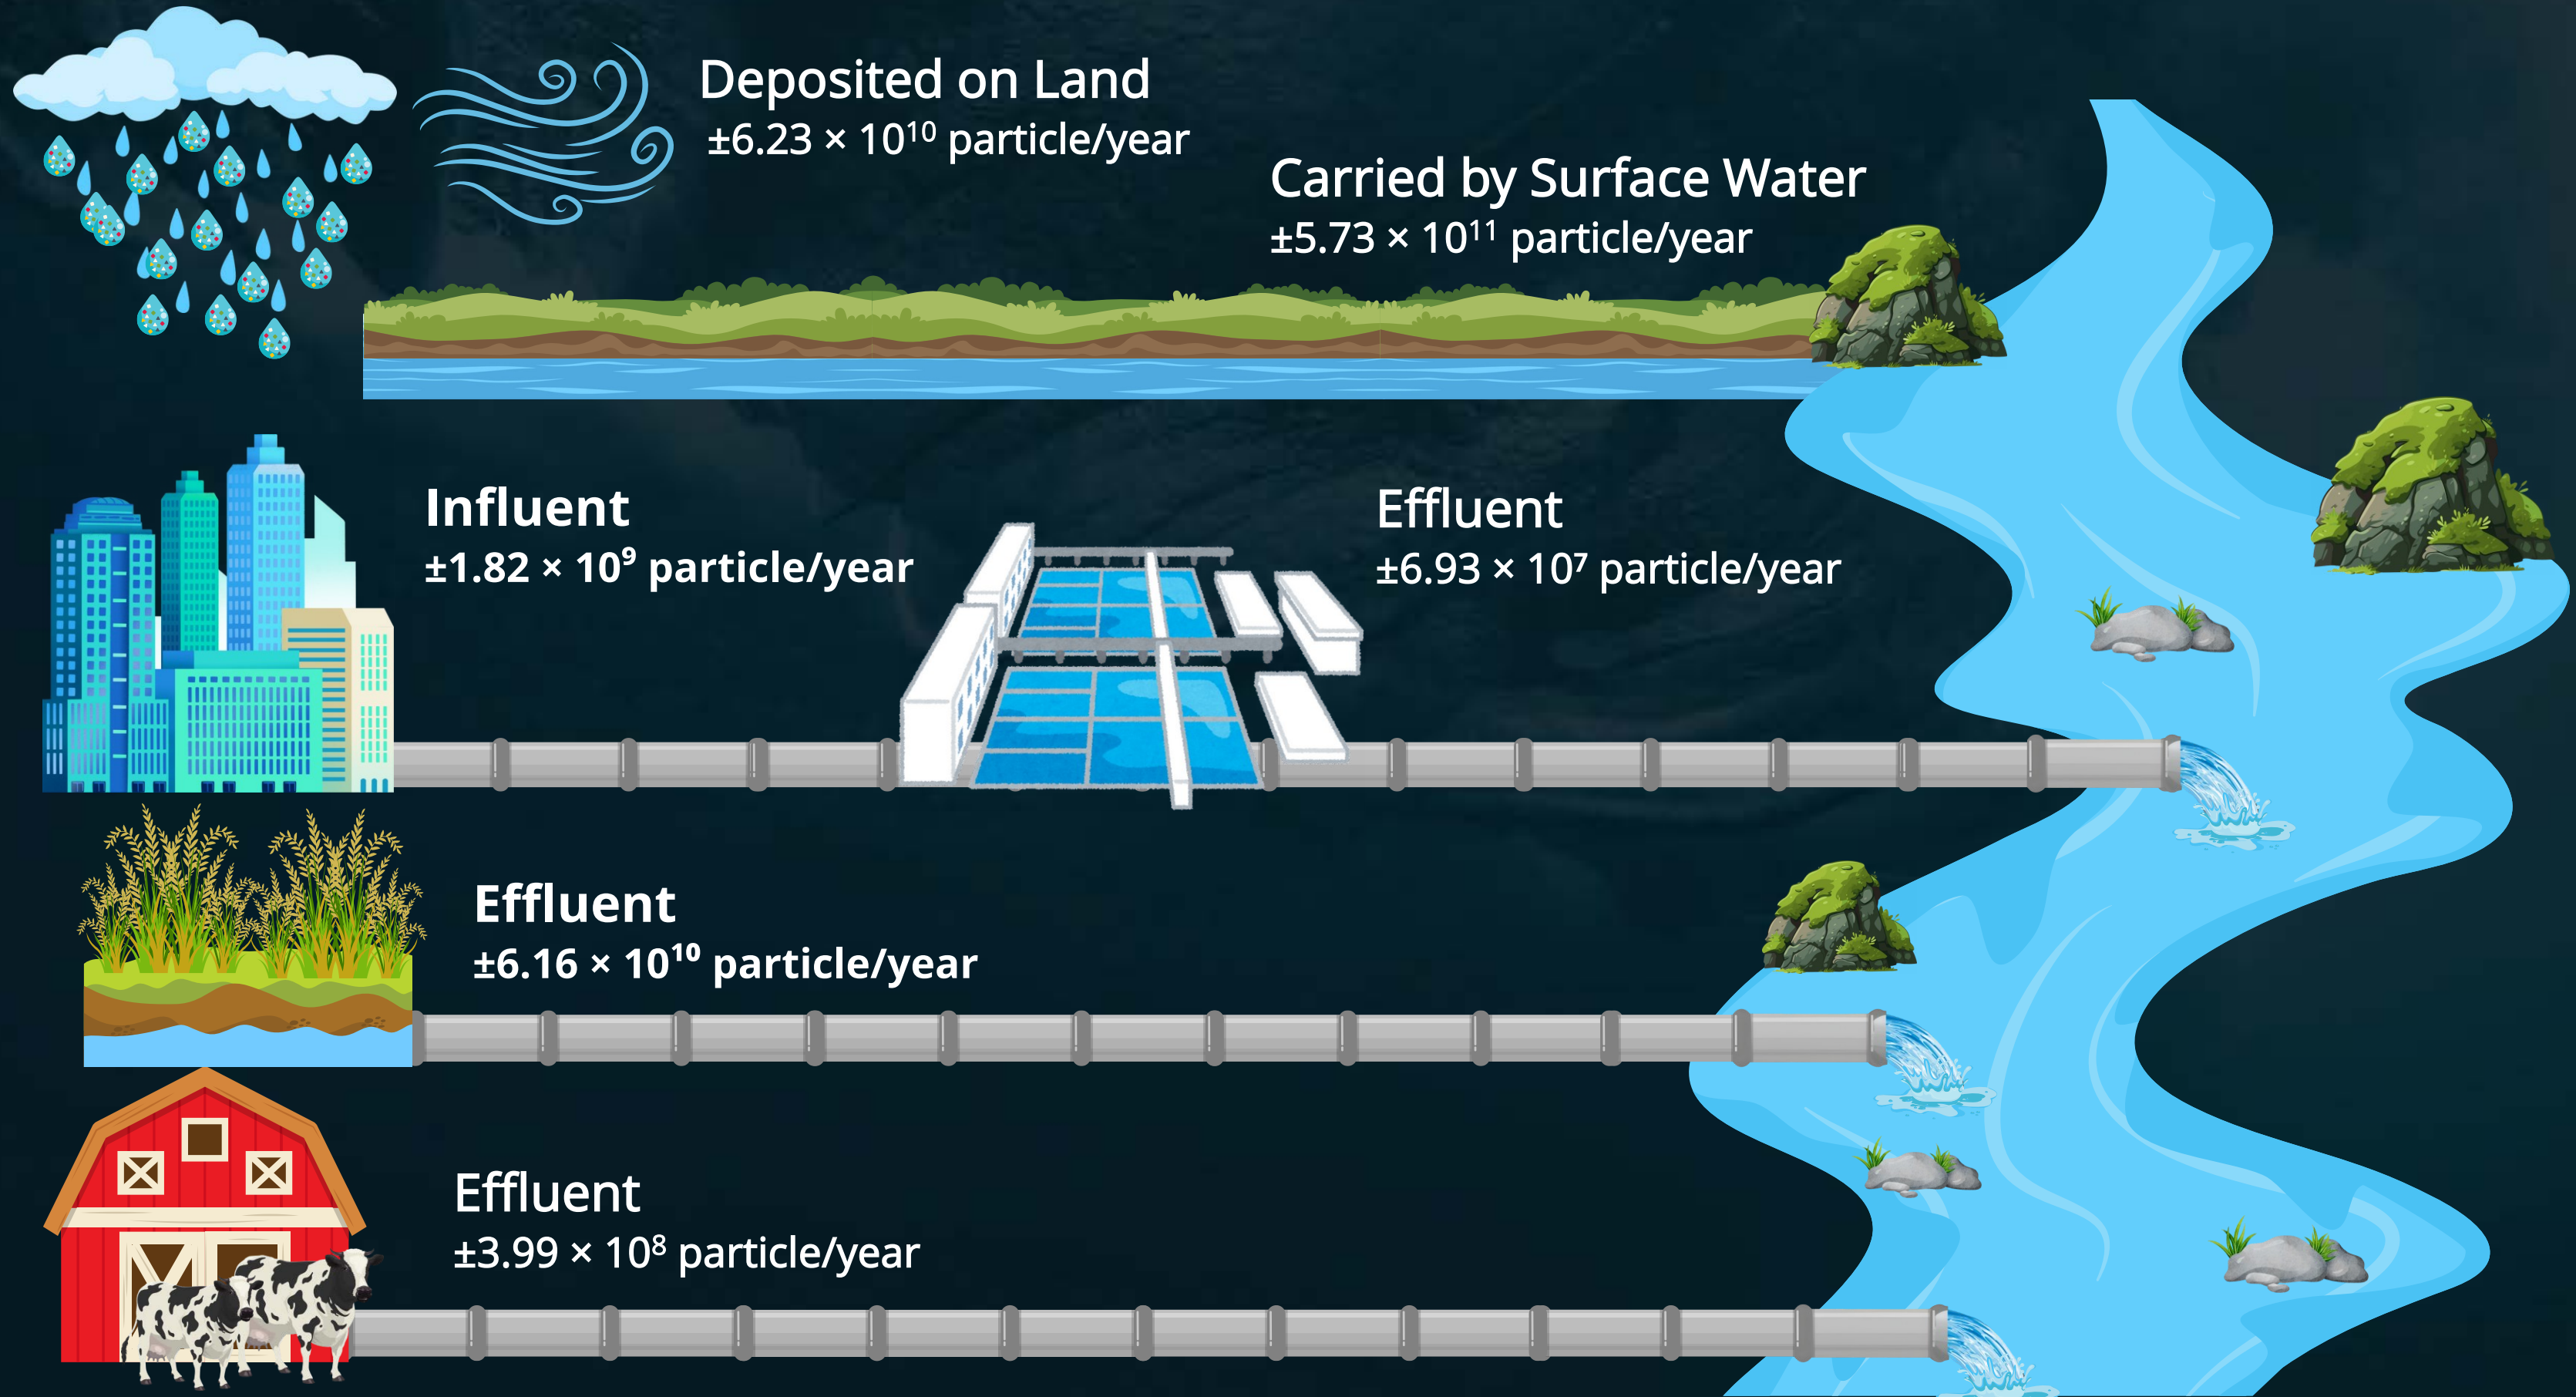 Deposited on Land
±6.23 × 10¹⁰ particle/year
Carried by Surface Water
±5.73 × 10¹¹ particle/year
Influent
±1.82 × 10⁹ particle/year
Effluent
±6.93 × 10⁷ particle/year
Effluent
±6.16 × 10¹⁰ particle/year
Effluent
±3.99 × 10⁸ particle/year